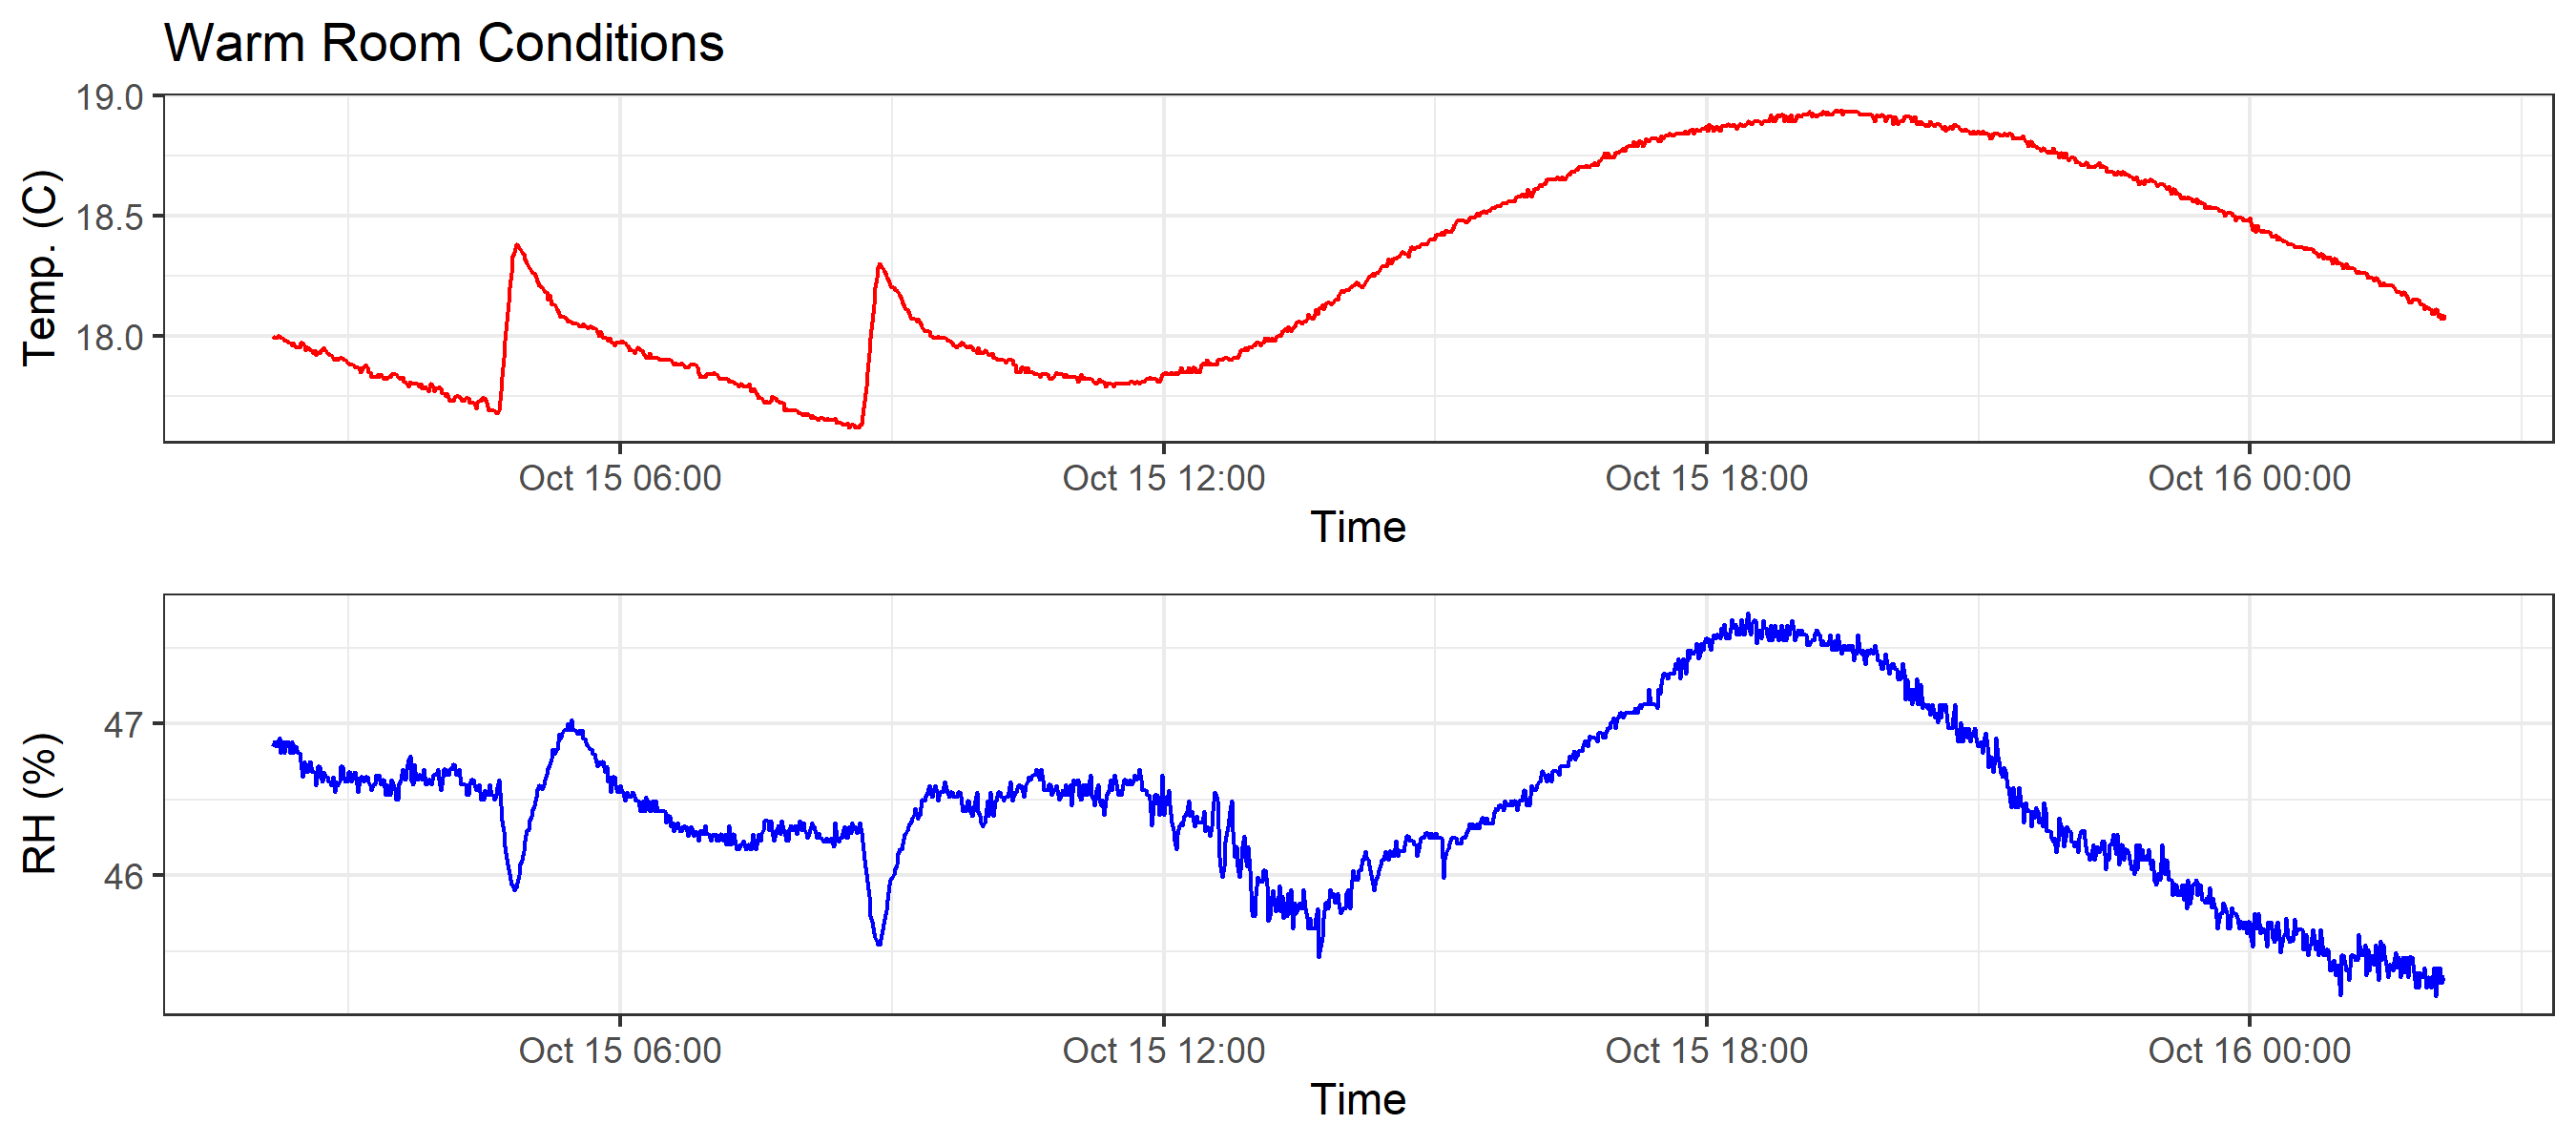 Warm Room Conditions
19.0
18.5
18.0
Temp. (C)
Oct 15 06:00 Oct 15 12:00 Oct 15 18:00 Oct 16 00:00
Time
47
46
RH (%)
Oct 15 06:00 Oct 15 12:00 Oct 15 18:00 Oct 16 00:00
Time